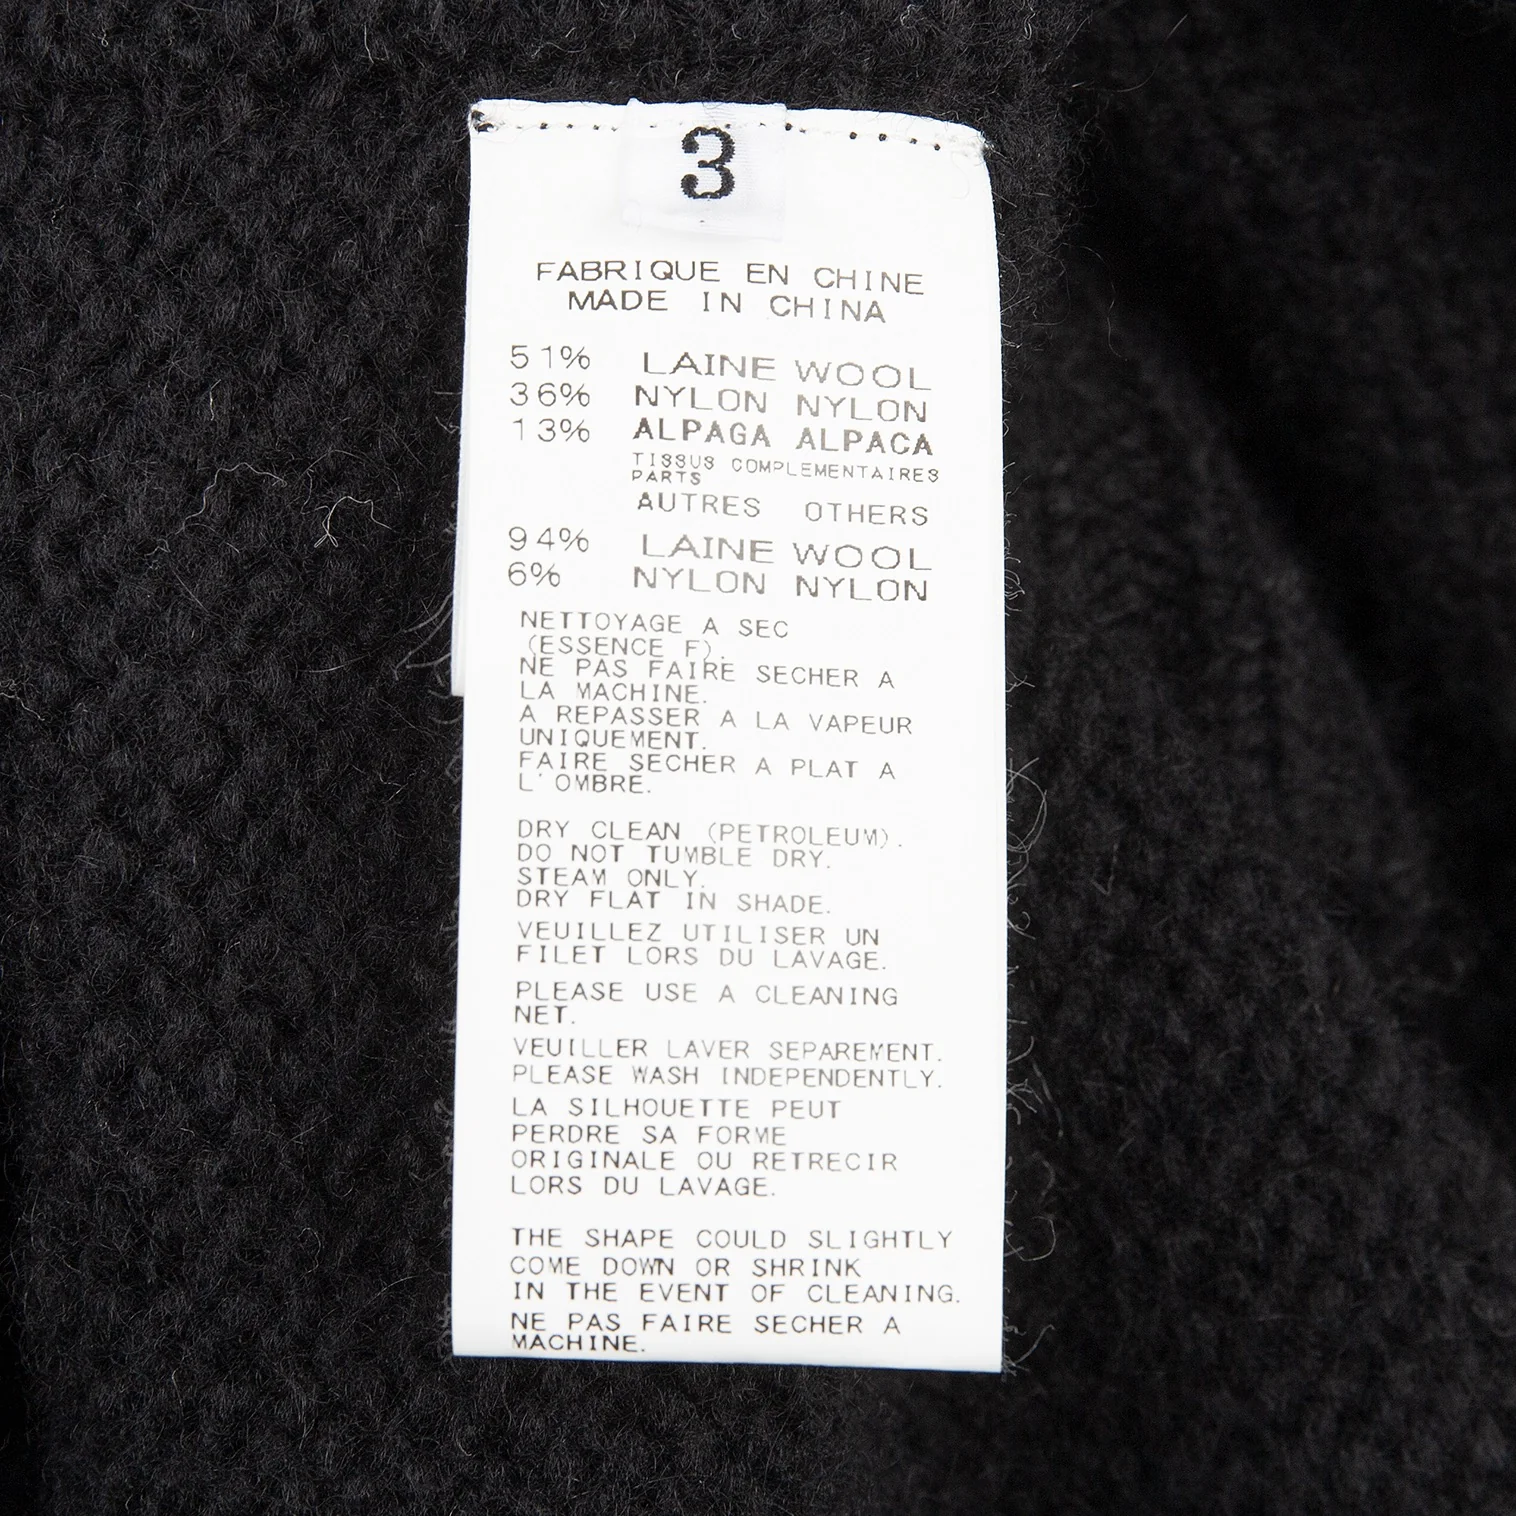 3
FABRIQUE EN CHINE
MADE IN CHINA
51% LAINE WOOL
36% NYLON NYLON
13% ALPAGA ALPACA
TISSUS COMPLEMENTAIRES
PARTS
AUTRES OTHERS
94% LAINE WOOL
6% NYLON NYLON
NETTOYAGE A SEC
(ESSENCE F).
NE PAS FAIRE SECHER A
LA MACHINE.
A REPASSER A LA VAPEUR
UNIQUEMENT.
FAIRE SECHER A PLAT A
L'OMBRE.
DRY CLEAN (PETROLEUM).
DO NOT TUMBLE DRY.
STEAM ONLY.
DRY FLAT IN SHADE.
VEUILLEZ UTILISER UN
FILET LORS DU LAVAGE.
PLEASE USE A CLEANING
NET.
VEUILLER LAVER SEPAREMENT.
PLEASE WASH INDEPENDENTLY.
LA SILHOUETTE PEUT
PERDRE SA FORME
ORIGINALE OU RETRECIR
LORS DU LAVAGE.
THE SHAPE COULD SLIGHTLY
COME DOWN OR SHRINK
IN THE EVENT OF CLEANING.
NE PAS FAIRE SECHER A
MACHINE.